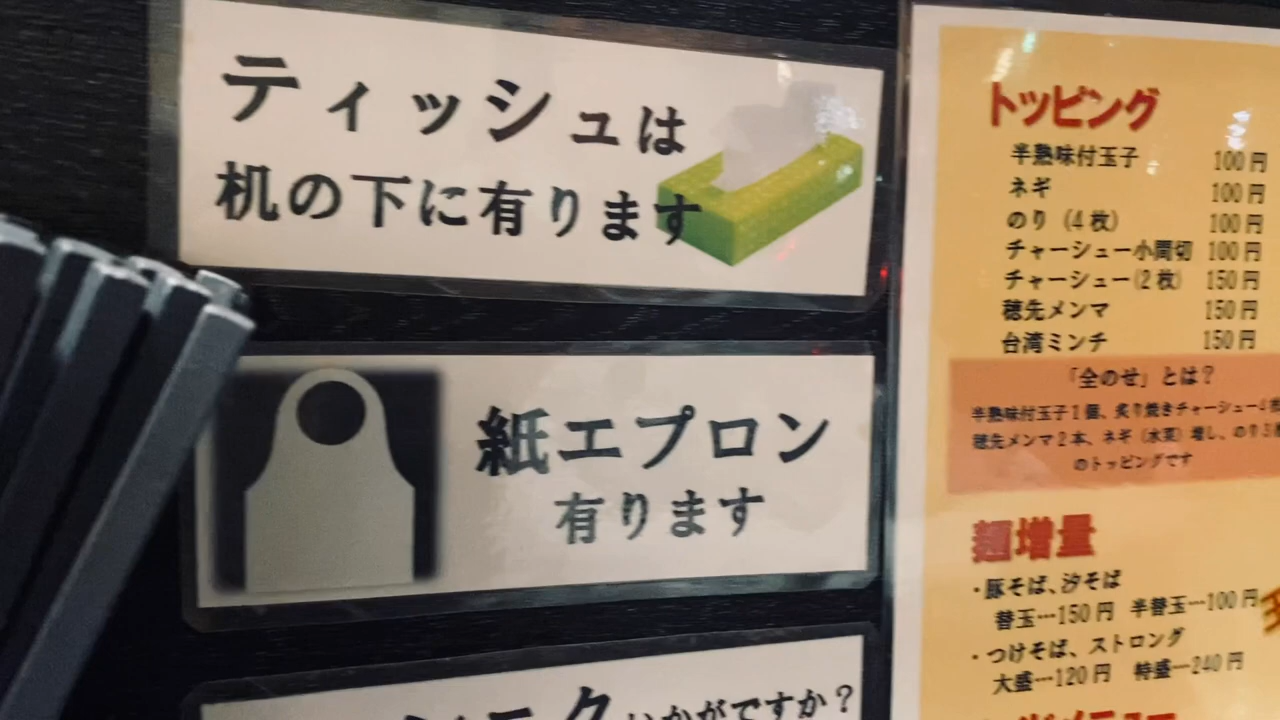 ティッシュは
机の下に有ります
紙エプロン
有ります
いかがですか？
トッピング
半熟味付玉子 100円
ネギ 100円
のり（4枚） 100円
チャーシュー小間切 100円
チャーシュー(2枚) 150円
穂先メンマ 150円
台湾ミンチ 150円
「全のせ」とは？
半熟味付玉子1個、炙り焼きチャーシュー4
穂先メンマ2本、ネギ（水菜）増し、のり3
のトッピングです
麺増量
・豚そば、汐そば
替玉…150円 半替玉…100円
・つけそば、ストロング
大盛…120円 特盛…240円